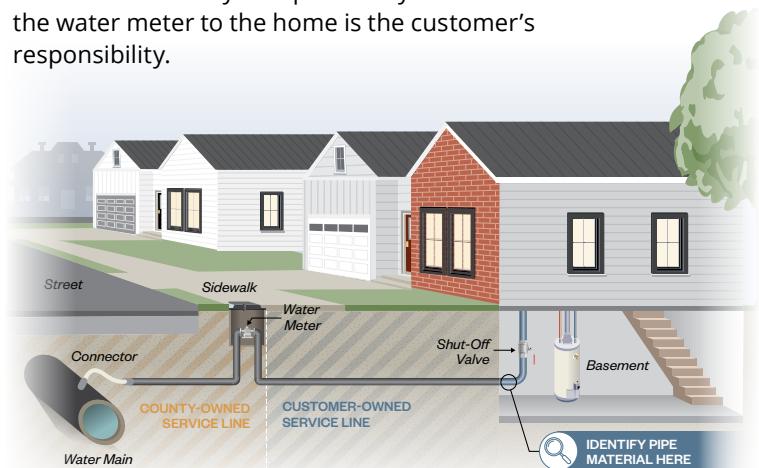 the water meter to the home is the customer's
responsibility.
Street
Sidewalk
Water
Meter
Connector
Shut-Off
Valve
Basement
COUNTY-OWNED
SERVICE LINE
CUSTOMER-OWNED
SERVICE LINE
Water Main
IDENTIFY PIPE
MATERIAL HERE